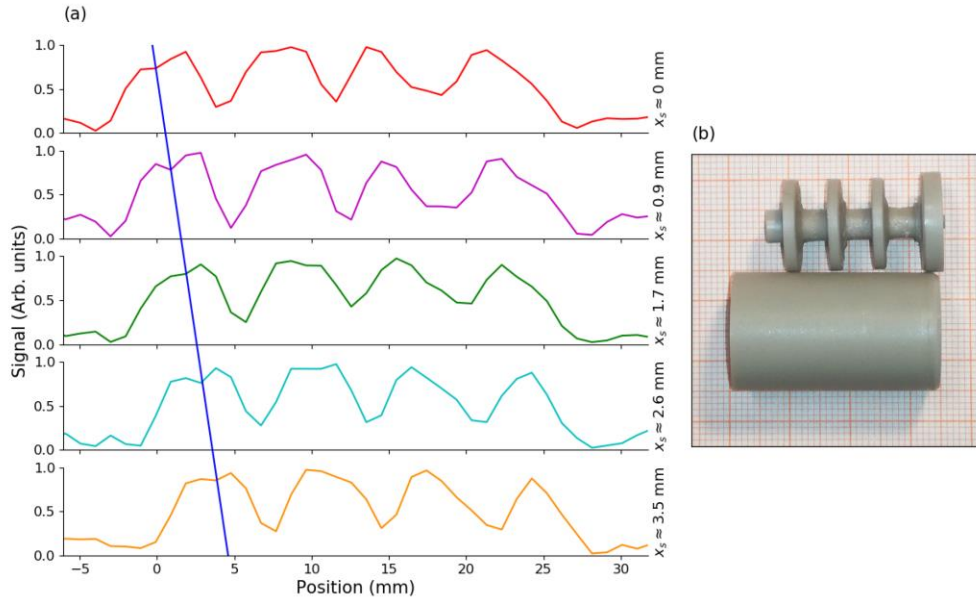 (a)
1.0
0.5
0.0
x_s ≈ 0 mm
1.0
0.5
0.0
x_s ≈ 0.9 mm
1.0
0.5
0.0
x_s ≈ 1.7 mm
1.0
0.5
0.0
x_s ≈ 2.6 mm
1.0
0.5
0.0
x_s ≈ 3.5 mm
Signal (Arb. units)
−5 0 5 10 15 20 25 30
Position (mm)
(b)